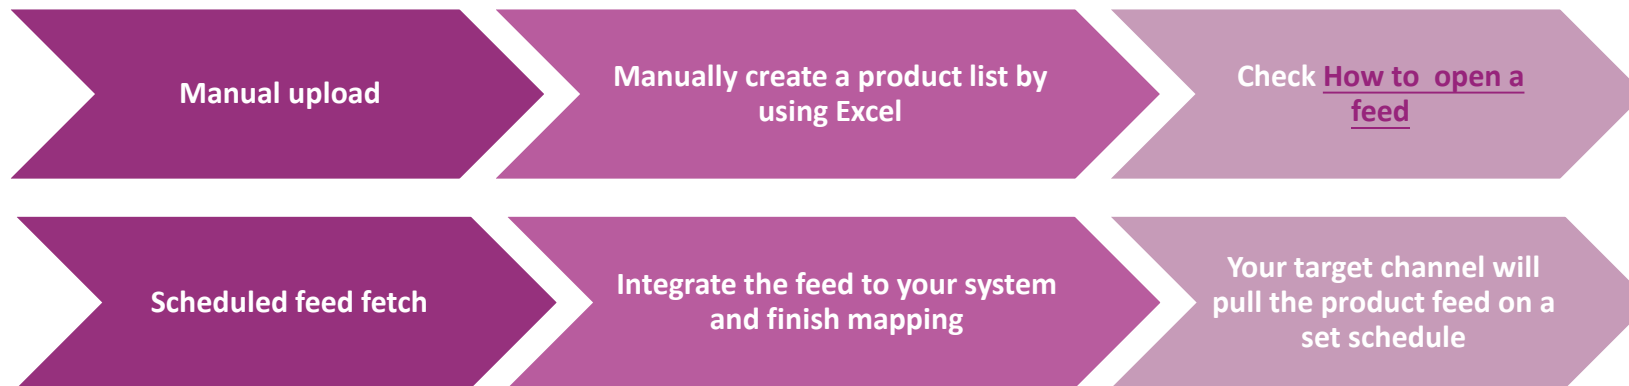 Manual upload
Manually create a product list by
using Excel
Check How to  open a
feed
Scheduled feed fetch
Integrate the feed to your system
and finish mapping
Your target channel will
pull the product feed on a
set schedule